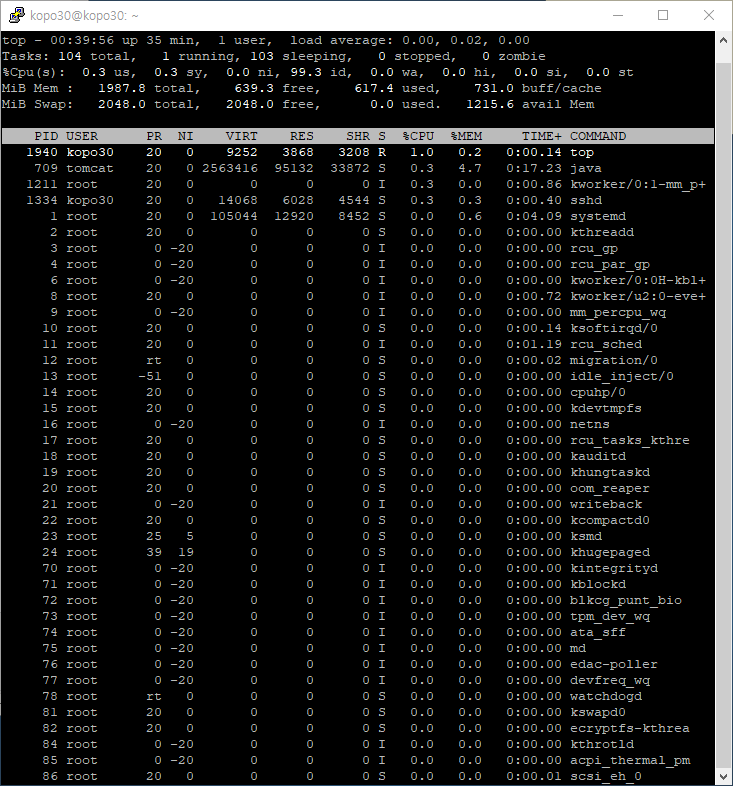 kopo30@kopo30: ~
top - 00:39:56 up 35 min,  1 user,  load average: 0.00, 0.02, 0.00
Tasks: 104 total,   1 running, 103 sleeping,   0 stopped,   0 zombie
%Cpu(s):  0.3 us,  0.3 sy,  0.0 ni, 99.3 id,  0.0 wa,  0.0 hi,  0.0 si,  0.0 st
MiB Mem :   1987.8 total,    639.3 free,    617.4 used,    731.0 buff/cache
MiB Swap:   2048.0 total,   2048.0 free,      0.0 used.   1215.6 avail Mem
PID USER      PR  NI    VIRT    RES    SHR S  %CPU  %MEM     TIME+ COMMAND
1940 kopo30    20   0    9252   3868   3208 R   1.0   0.2   0:00.14 top
709 tomcat    20   0 2563416  95132  33872 S   0.3   4.7   0:17.23 java
1211 root      20   0       0      0      0 I   0.3   0.0   0:00.86 kworker/0:1-mm_p+
1334 kopo30    20   0   14068   6028   4544 S   0.3   0.3   0:00.40 sshd
1 root      20   0  105044  12920   8452 S   0.0   0.6   0:04.09 systemd
2 root      20   0       0      0      0 S   0.0   0.0   0:00.00 kthreadd
3 root       0 -20       0      0      0 I   0.0   0.0   0:00.00 rcu_gp
4 root       0 -20       0      0      0 I   0.0   0.0   0:00.00 rcu_par_gp
6 root       0 -20       0      0      0 I   0.0   0.0   0:00.00 kworker/0:0H-kbl+
8 root      20   0       0      0      0 I   0.0   0.0   0:00.72 kworker/u2:0-eve+
9 root       0 -20       0      0      0 I   0.0   0.0   0:00.00 mm_percpu_wq
10 root      20   0       0      0      0 S   0.0   0.0   0:00.14 ksoftirqd/0
11 root      20   0       0      0      0 I   0.0   0.0   0:01.19 rcu_sched
12 root      rt   0       0      0      0 S   0.0   0.0   0:00.02 migration/0
13 root     -51   0       0      0      0 S   0.0   0.0   0:00.00 idle_inject/0
14 root      20   0       0      0      0 S   0.0   0.0   0:00.00 cpuhp/0
15 root      20   0       0      0      0 S   0.0   0.0   0:00.00 kdevtmpfs
16 root       0 -20       0      0      0 I   0.0   0.0   0:00.00 netns
17 root      20   0       0      0      0 S   0.0   0.0   0:00.00 rcu_tasks_kthre
18 root      20   0       0      0      0 S   0.0   0.0   0:00.00 kauditd
19 root      20   0       0      0      0 S   0.0   0.0   0:00.00 khungtaskd
20 root      20   0       0      0      0 S   0.0   0.0   0:00.00 oom_reaper
21 root       0 -20       0      0      0 I   0.0   0.0   0:00.00 writeback
22 root      20   0       0      0      0 S   0.0   0.0   0:00.00 kcompactd0
23 root      25   5       0      0      0 S   0.0   0.0   0:00.00 ksmd
24 root      39  19       0      0      0 S   0.0   0.0   0:00.00 khugepaged
70 root       0 -20       0      0      0 I   0.0   0.0   0:00.00 kintegrityd
71 root       0 -20       0      0      0 I   0.0   0.0   0:00.00 kblockd
72 root       0 -20       0      0      0 I   0.0   0.0   0:00.00 blkcg_punt_bio
73 root       0 -20       0      0      0 I   0.0   0.0   0:00.00 tpm_dev_wq
74 root       0 -20       0      0      0 I   0.0   0.0   0:00.00 ata_sff
75 root       0 -20       0      0      0 I   0.0   0.0   0:00.00 md
76 root       0 -20       0      0      0 I   0.0   0.0   0:00.00 edac-poller
77 root       0 -20       0      0      0 I   0.0   0.0   0:00.00 devfreq_wq
78 root      rt   0       0      0      0 S   0.0   0.0   0:00.00 watchdogd
81 root      20   0       0      0      0 S   0.0   0.0   0:00.00 kswapd0
82 root      20   0       0      0      0 S   0.0   0.0   0:00.00 ecryptfs-kthrea
84 root       0 -20       0      0      0 I   0.0   0.0   0:00.00 kthrotld
85 root       0 -20       0      0      0 I   0.0   0.0   0:00.00 acpi_thermal_pm
86 root      20   0       0      0      0 S   0.0   0.0   0:00.01 scsi_eh_0